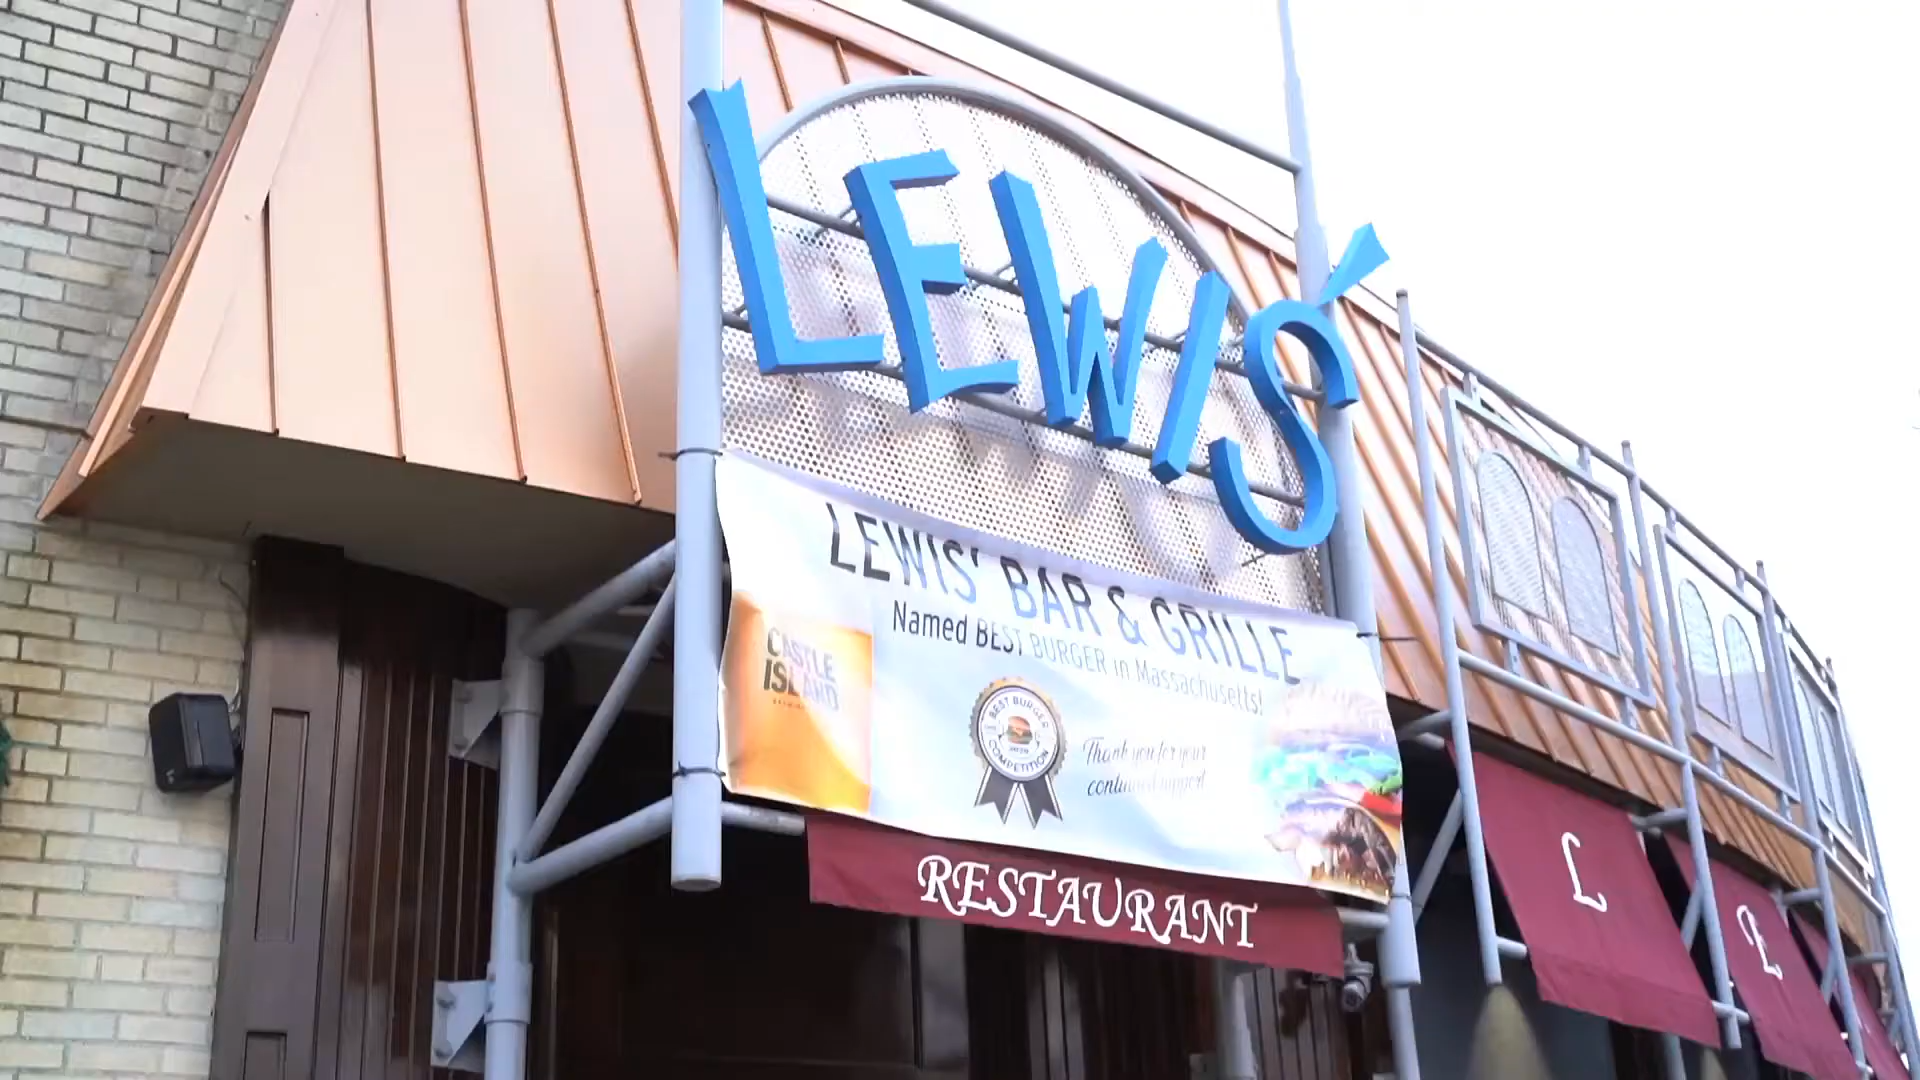 LEWIS'
LEWIS' BAR & GRILLE
Named BEST BURGER in Massachusetts!
CASTLE
ISLAND
BEST BURGER
2020
COMPETITION
Thank you for your
continued support
RESTAURANT
L
E